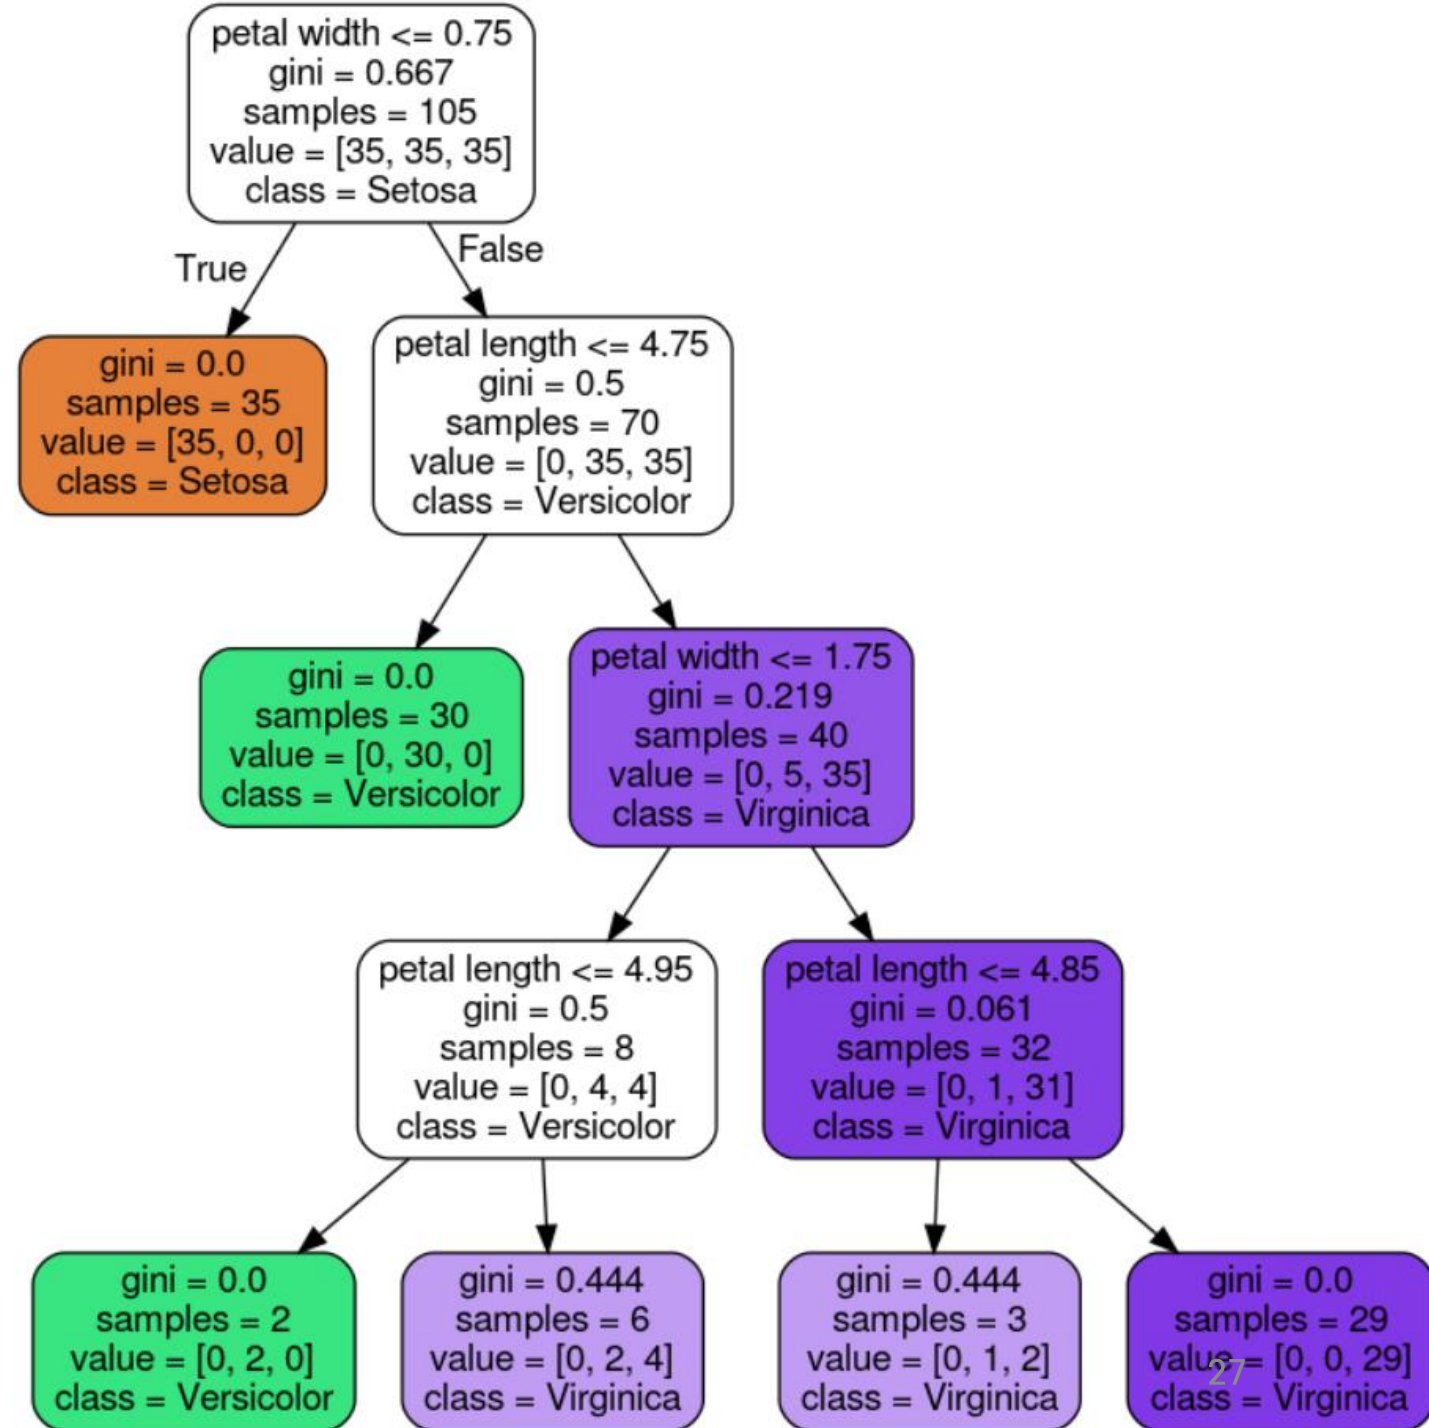 petal width <= 0.75
gini = 0.667
samples = 105
value = [35, 35, 35]
class = Setosa
True
False
gini = 0.0
samples = 35
value = [35, 0, 0]
class = Setosa
petal length <= 4.75
gini = 0.5
samples = 70
value = [0, 35, 35]
class = Versicolor
gini = 0.0
samples = 30
value = [0, 30, 0]
class = Versicolor
petal width <= 1.75
gini = 0.219
samples = 40
value = [0, 5, 35]
class = Virginica
petal length <= 4.95
gini = 0.5
samples = 8
value = [0, 4, 4]
class = Versicolor
petal length <= 4.85
gini = 0.061
samples = 32
value = [0, 1, 31]
class = Virginica
gini = 0.0
samples = 2
value = [0, 2, 0]
class = Versicolor
gini = 0.444
samples = 6
value = [0, 2, 4]
class = Virginica
gini = 0.444
samples = 3
value = [0, 1, 2]
class = Virginica
gini = 0.0
samples = 29
value = [0, 0, 29]
class = Virginica
27